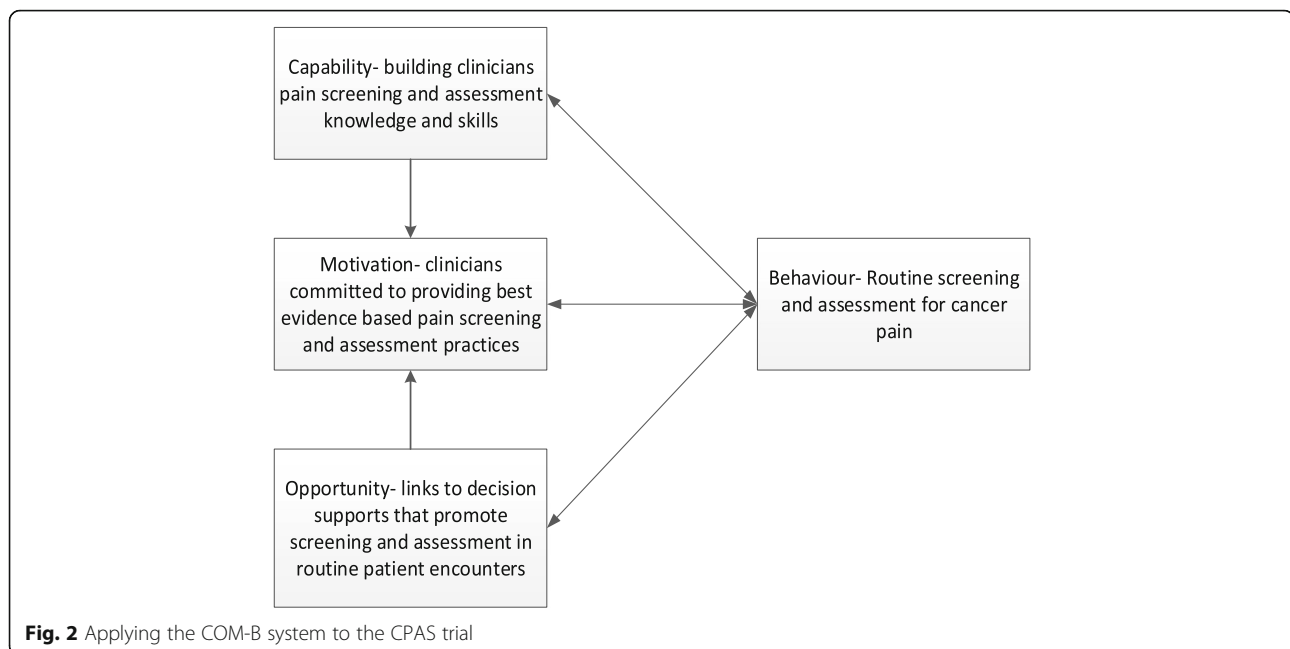 Capability- building clinicians
pain screening and assessment
knowledge and skills
Motivation- clinicians
committed to providing best
evidence based pain screening
and assessment practices
Behaviour- Routine screening
and assessment for cancer
pain
Opportunity- links to decision
supports that promote
screening and assessment in
routine patient encounters
Fig. 2 Applying the COM-B system to the CPAS trial